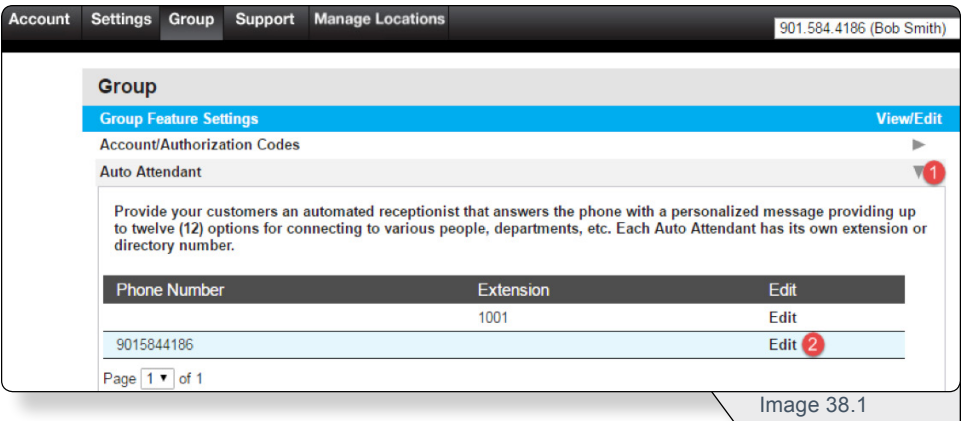 Account Settings Group Support Manage Locations
901.584.4186 (Bob Smith)
Group
Group Feature Settings View/Edit
Account/Authorization Codes
Auto Attendant 1
Provide your customers an automated receptionist that answers the phone with a personalized message providing up
to twelve (12) options for connecting to various people, departments, etc. Each Auto Attendant has its own extension or
directory number.
Phone Number Extension Edit
1001 Edit
9015844186 Edit 2
Page 1 of 1
Image 38.1